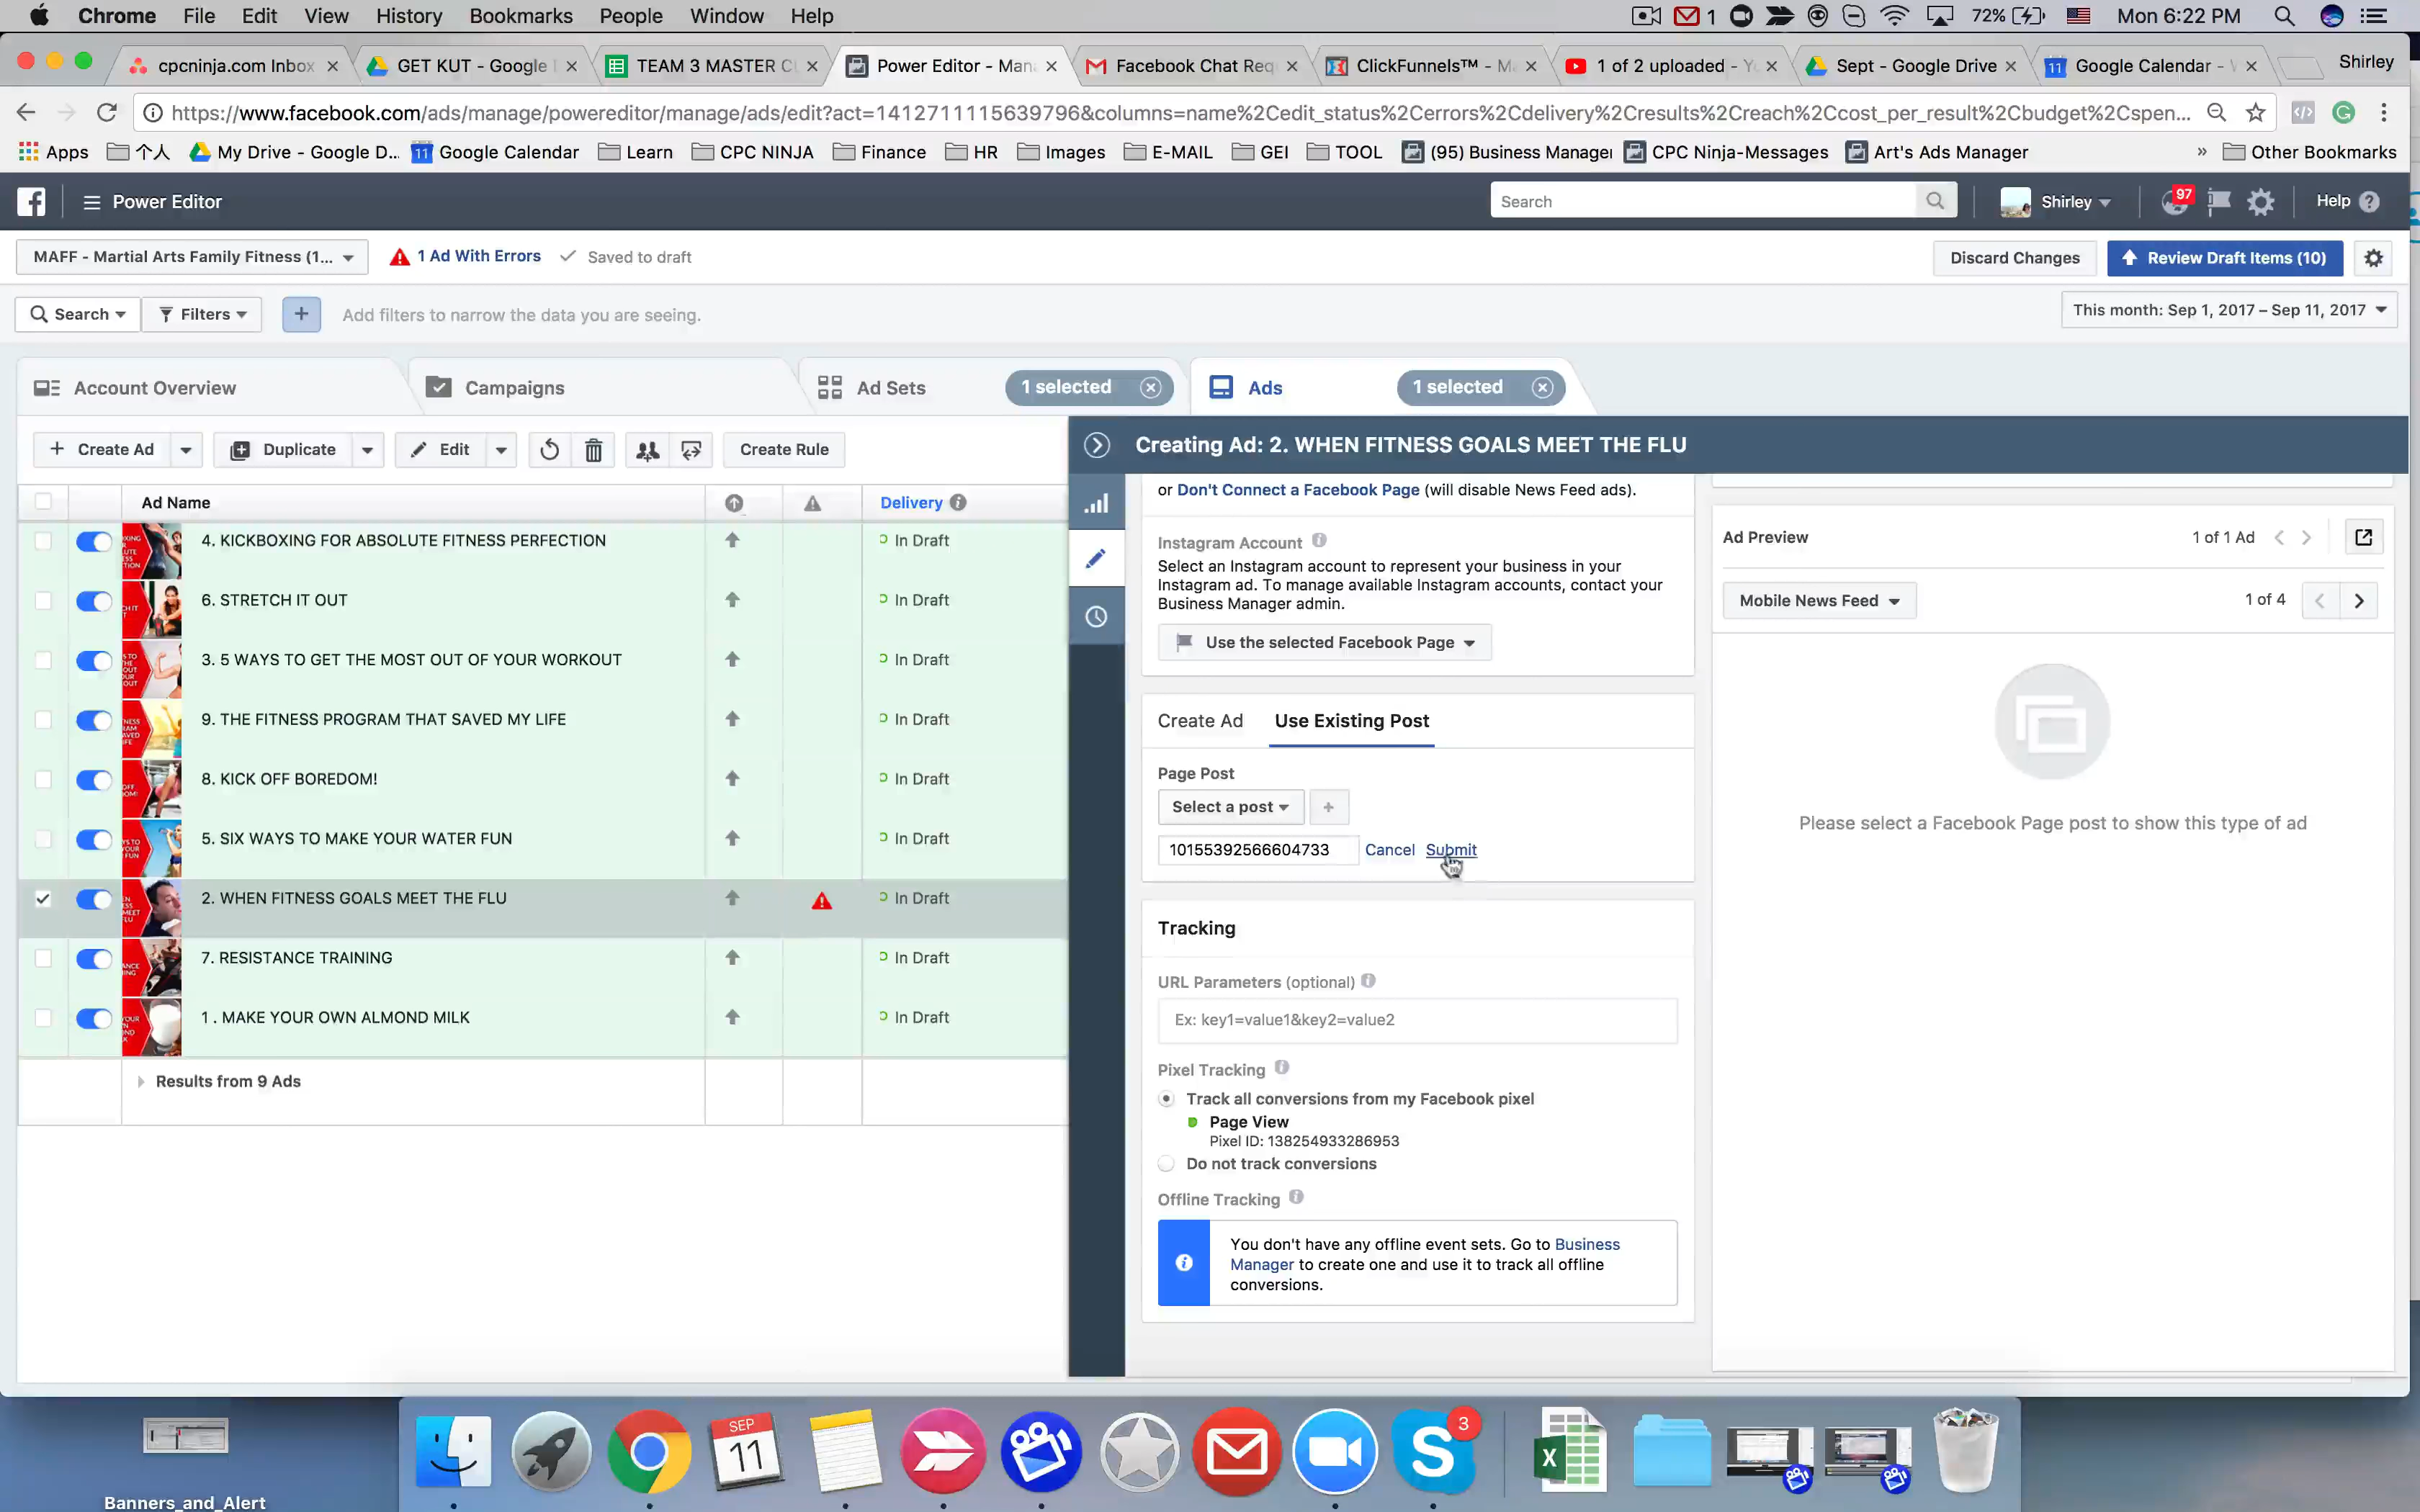 Chrome File Edit View History Bookmarks People Window Help 1 72% Mon 6:22 PM
cpcninja.com Inbox GET KUT - Google TEAM 3 MASTER C Power Editor - Man Facebook Chat Req ClickFunnels™ - M 1 of 2 uploaded - Y Sept - Google Drive 11 Google Calendar - Shirley
https://www.facebook.com/ads/manage/powereditor/manage/ads/edit?act=1412711115639796&columns=name%2Cedit_status%2Cerrors%2Cdelivery%2Cresults%2Creach%2Ccost_per_result%2Cbudget%2Cspen...
Apps 个人 My Drive - Google D... 11 Google Calendar Learn CPC NINJA Finance HR Images E-MAIL GEI TOOL (95) Business Manager CPC Ninja-Messages Art's Ads Manager » Other Bookmarks
Power Editor Search Shirley 97 Help
MAFF - Martial Arts Family Fitness (1... 1 Ad With Errors Saved to draft Discard Changes Review Draft Items (10)
Search Filters + Add filters to narrow the data you are seeing. This month: Sep 1, 2017 – Sep 11, 2017
Account Overview Campaigns Ad Sets 1 selected Ads 1 selected
+ Create Ad Duplicate Edit Create Rule
Creating Ad: 2. WHEN FITNESS GOALS MEET THE FLU
Ad Name Delivery
4. KICKBOXING FOR ABSOLUTE FITNESS PERFECTION In Draft
6. STRETCH IT OUT In Draft
3. 5 WAYS TO GET THE MOST OUT OF YOUR WORKOUT In Draft
9. THE FITNESS PROGRAM THAT SAVED MY LIFE In Draft
8. KICK OFF BOREDOM! In Draft
5. SIX WAYS TO MAKE YOUR WATER FUN In Draft
2. WHEN FITNESS GOALS MEET THE FLU In Draft
7. RESISTANCE TRAINING In Draft
1 . MAKE YOUR OWN ALMOND MILK In Draft
Results from 9 Ads
or Don't Connect a Facebook Page (will disable News Feed ads).
Instagram Account
Select an Instagram account to represent your business in your
Instagram ad. To manage available Instagram accounts, contact your
Business Manager admin.
Use the selected Facebook Page
Create Ad Use Existing Post
Page Post
Select a post +
10155392566604733 Cancel Submit
Tracking
URL Parameters (optional)
Ex: key1=value1&key2=value2
Pixel Tracking
Track all conversions from my Facebook pixel
Page View
Pixel ID: 138254933286953
Do not track conversions
Offline Tracking
You don't have any offline event sets. Go to Business
Manager to create one and use it to track all offline
conversions.
Ad Preview 1 of 1 Ad
Mobile News Feed 1 of 4
Please select a Facebook Page post to show this type of ad
SEP
11
3
Banners_and_Alert